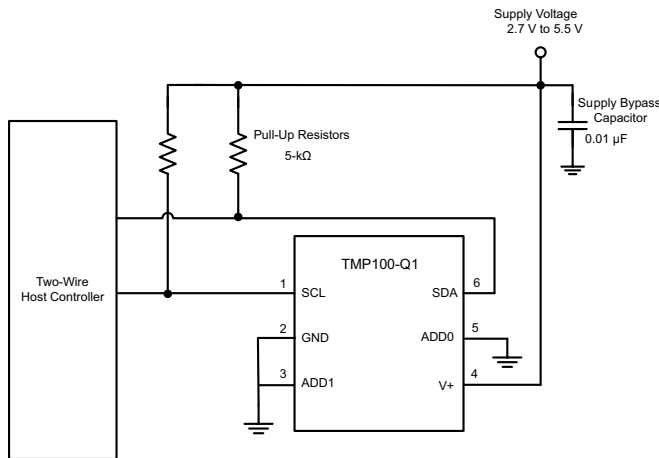 Supply Voltage
2.7 V to 5.5 V
Supply Bypass
Capacitor
0.01 µF
Pull-Up Resistors
5-kΩ
Two-Wire
Host Controller
TMP100-Q1
1
SCL
SDA
6
2
GND
ADD0
5
3
ADD1
V+
4